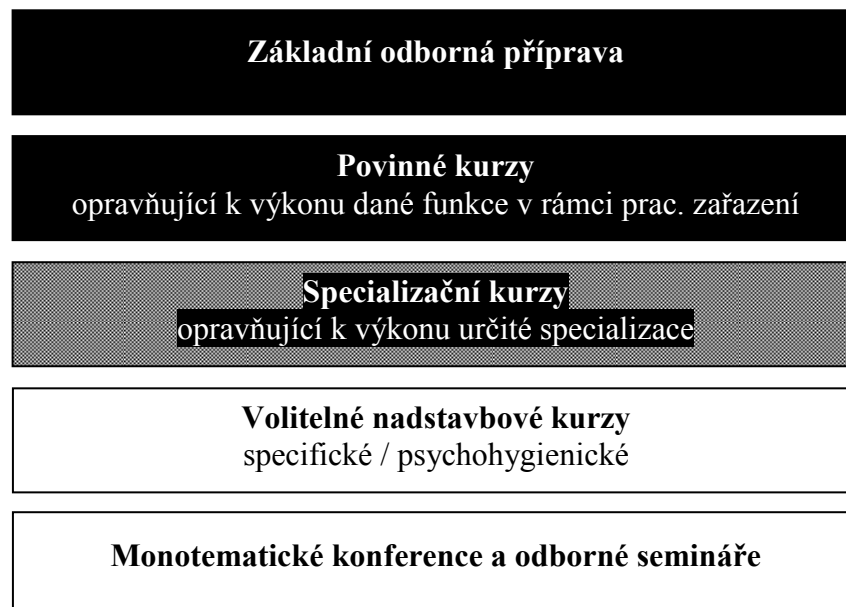 Základní odborná příprava
Povinné kurzy
opravňující k výkonu dané funkce v rámci prac. zařazení
Specializační kurzy
opravňující k výkonu určité specializace
Volitelné nadstavbové kurzy
specifické / psychohygienické
Monotematické konference a odborné semináře